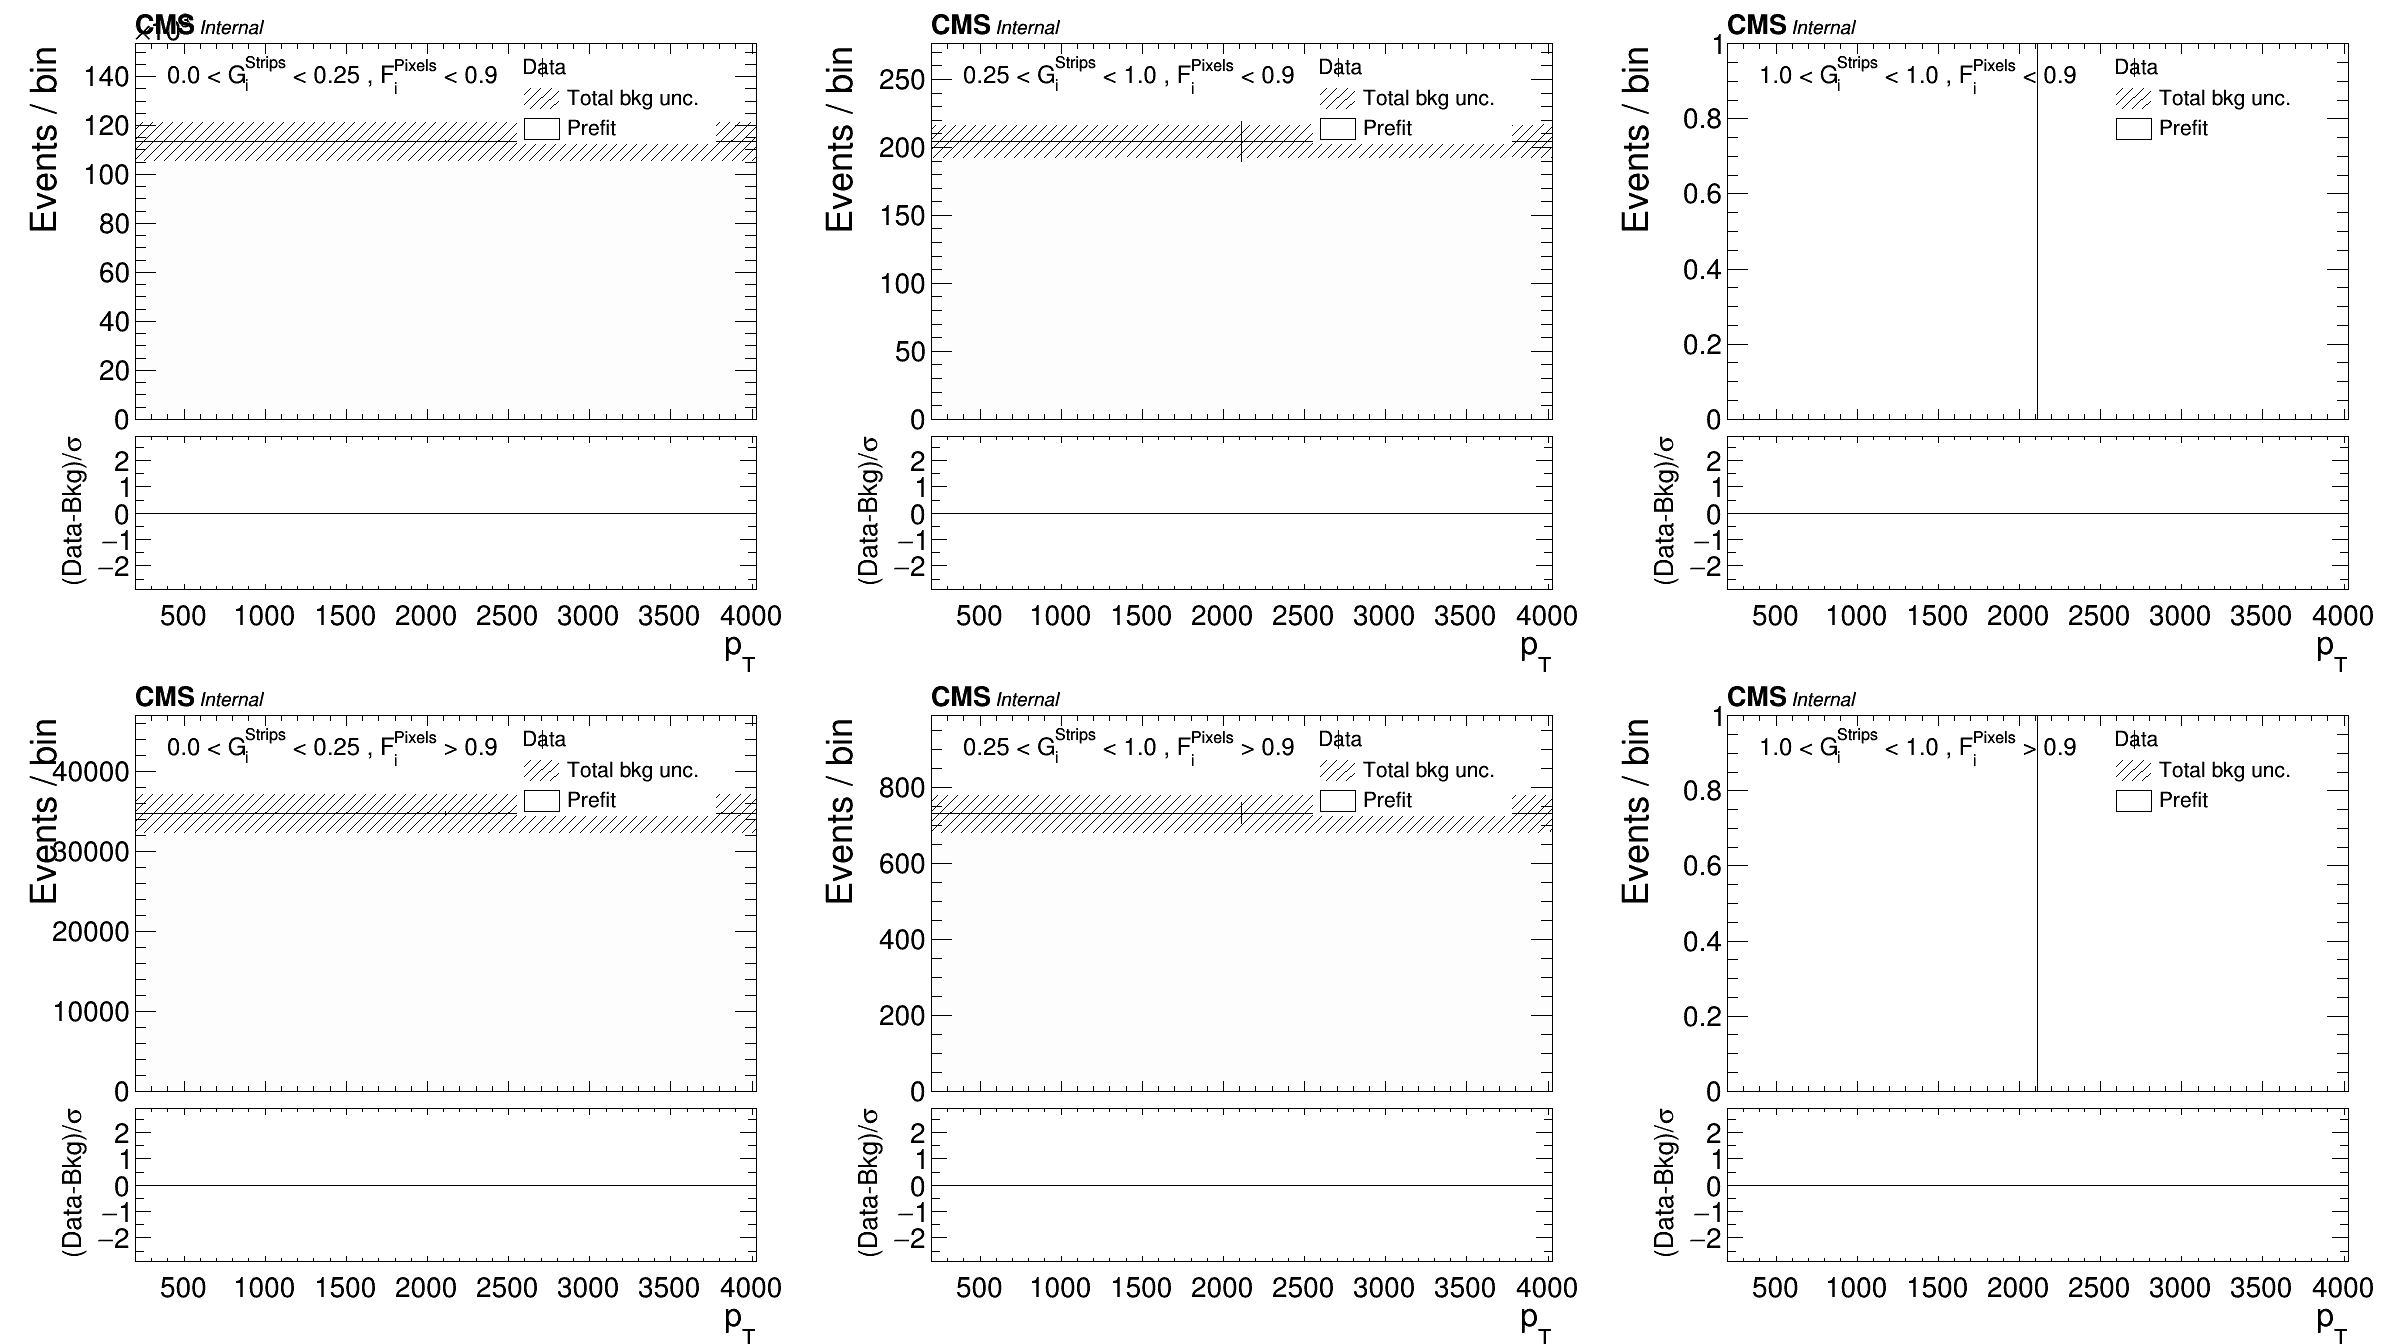 CMS Internal
Events / bin
0.0 < G_i^Strips < 0.25 , F_i^Pixels < 0.9
Data
Total bkg unc.
Prefit
140
120
100
80
60
40
20
0
(Data-Bkg)/σ
2
1
0
−1
−2
500 1000 1500 2000 2500 3000 3500 4000
p_T
CMS Internal
Events / bin
0.25 < G_i^Strips < 1.0 , F_i^Pixels < 0.9
Data
Total bkg unc.
Prefit
250
200
150
100
50
0
(Data-Bkg)/σ
2
1
0
−1
−2
500 1000 1500 2000 2500 3000 3500 4000
p_T
CMS Internal
Events / bin
1.0 < G_i^Strips < 1.0 , F_i^Pixels < 0.9
Data
Total bkg unc.
Prefit
1
0.8
0.6
0.4
0.2
0
(Data-Bkg)/σ
2
1
0
−1
−2
500 1000 1500 2000 2500 3000 3500 4000
p_T
CMS Internal
Events / bin
0.0 < G_i^Strips < 0.25 , F_i^Pixels > 0.9
Data
Total bkg unc.
Prefit
40000
30000
20000
10000
0
(Data-Bkg)/σ
2
1
0
−1
−2
500 1000 1500 2000 2500 3000 3500 4000
p_T
CMS Internal
Events / bin
0.25 < G_i^Strips < 1.0 , F_i^Pixels > 0.9
Data
Total bkg unc.
Prefit
800
600
400
200
0
(Data-Bkg)/σ
2
1
0
−1
−2
500 1000 1500 2000 2500 3000 3500 4000
p_T
CMS Internal
Events / bin
1.0 < G_i^Strips < 1.0 , F_i^Pixels > 0.9
Data
Total bkg unc.
Prefit
1
0.8
0.6
0.4
0.2
0
(Data-Bkg)/σ
2
1
0
−1
−2
500 1000 1500 2000 2500 3000 3500 4000
p_T